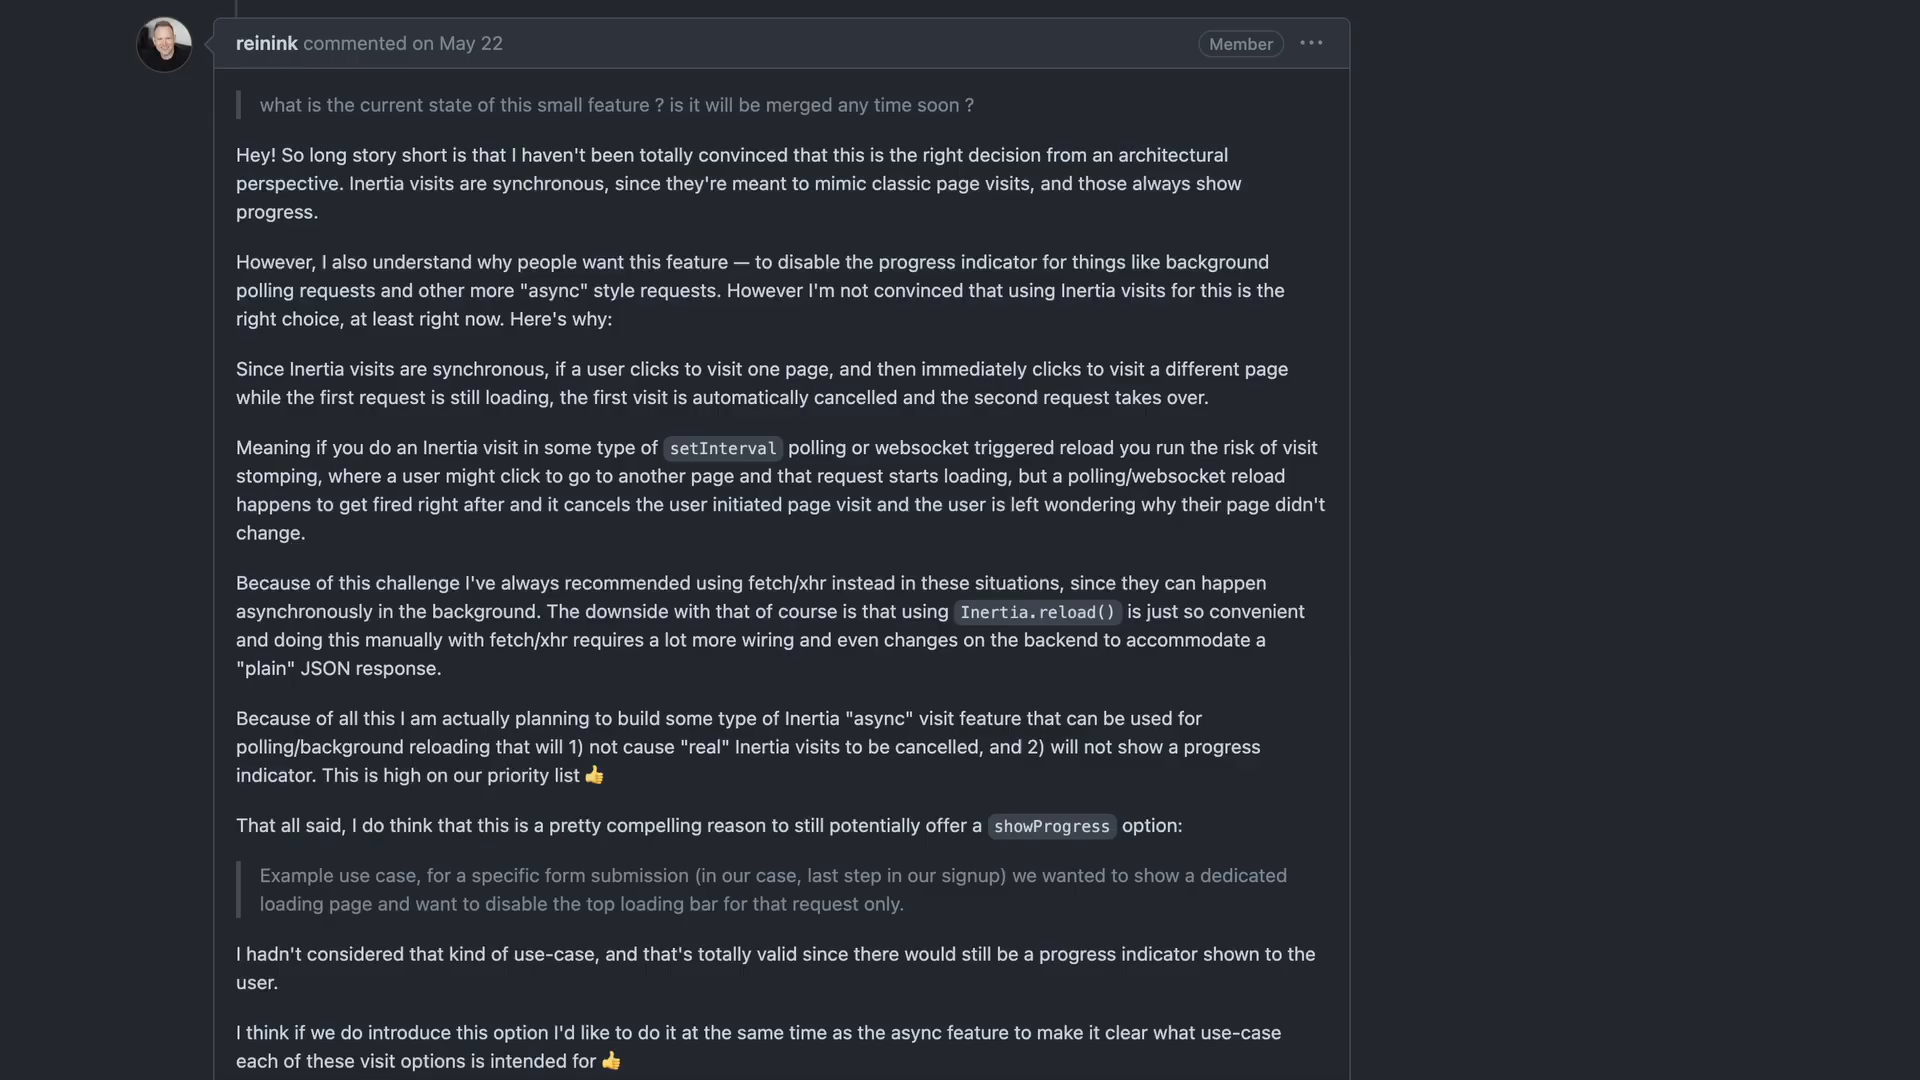 reinink commented on May 22
Member
what is the current state of this small feature ? is it will be merged any time soon ?
Hey! So long story short is that I haven't been totally convinced that this is the right decision from an architectural
perspective. Inertia visits are synchronous, since they're meant to mimic classic page visits, and those always show
progress.
However, I also understand why people want this feature — to disable the progress indicator for things like background
polling requests and other more "async" style requests. However I'm not convinced that using Inertia visits for this is the
right choice, at least right now. Here's why:
Since Inertia visits are synchronous, if a user clicks to visit one page, and then immediately clicks to visit a different page
while the first request is still loading, the first visit is automatically cancelled and the second request takes over.
Meaning if you do an Inertia visit in some type of setInterval polling or websocket triggered reload you run the risk of visit
stomping, where a user might click to go to another page and that request starts loading, but a polling/websocket reload
happens to get fired right after and it cancels the user initiated page visit and the user is left wondering why their page didn't
change.
Because of this challenge I've always recommended using fetch/xhr instead in these situations, since they can happen
asynchronously in the background. The downside with that of course is that using Inertia.reload() is just so convenient
and doing this manually with fetch/xhr requires a lot more wiring and even changes on the backend to accommodate a
"plain" JSON response.
Because of all this I am actually planning to build some type of Inertia "async" visit feature that can be used for
polling/background reloading that will 1) not cause "real" Inertia visits to be cancelled, and 2) will not show a progress
indicator. This is high on our priority list 👍
That all said, I do think that this is a pretty compelling reason to still potentially offer a showProgress option:
Example use case, for a specific form submission (in our case, last step in our signup) we wanted to show a dedicated
loading page and want to disable the top loading bar for that request only.
I hadn't considered that kind of use-case, and that's totally valid since there would still be a progress indicator shown to the
user.
I think if we do introduce this option I'd like to do it at the same time as the async feature to make it clear what use-case
each of these visit options is intended for 👍